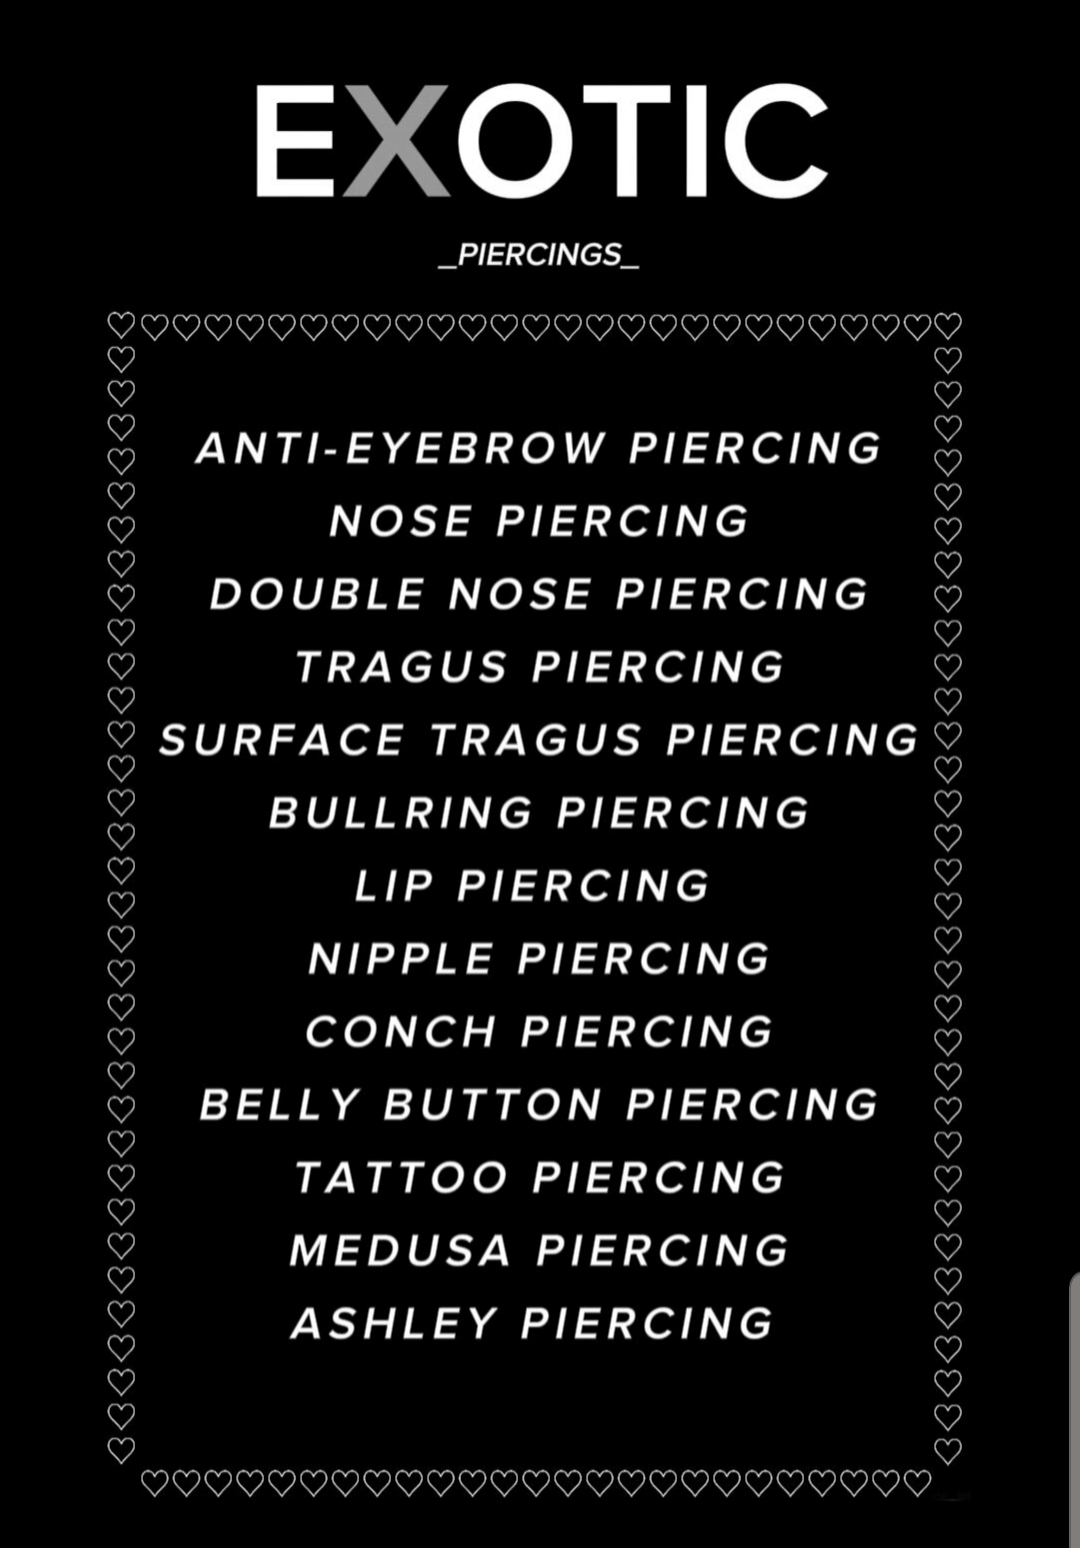 EXOTIC
_PIERCINGS_
ANTI-EYEBROW PIERCING
NOSE PIERCING
DOUBLE NOSE PIERCING
TRAGUS PIERCING
SURFACE TRAGUS PIERCING
BULLRING PIERCING
LIP PIERCING
NIPPLE PIERCING
CONCH PIERCING
BELLY BUTTON PIERCING
TATTOO PIERCING
MEDUSA PIERCING
ASHLEY PIERCING